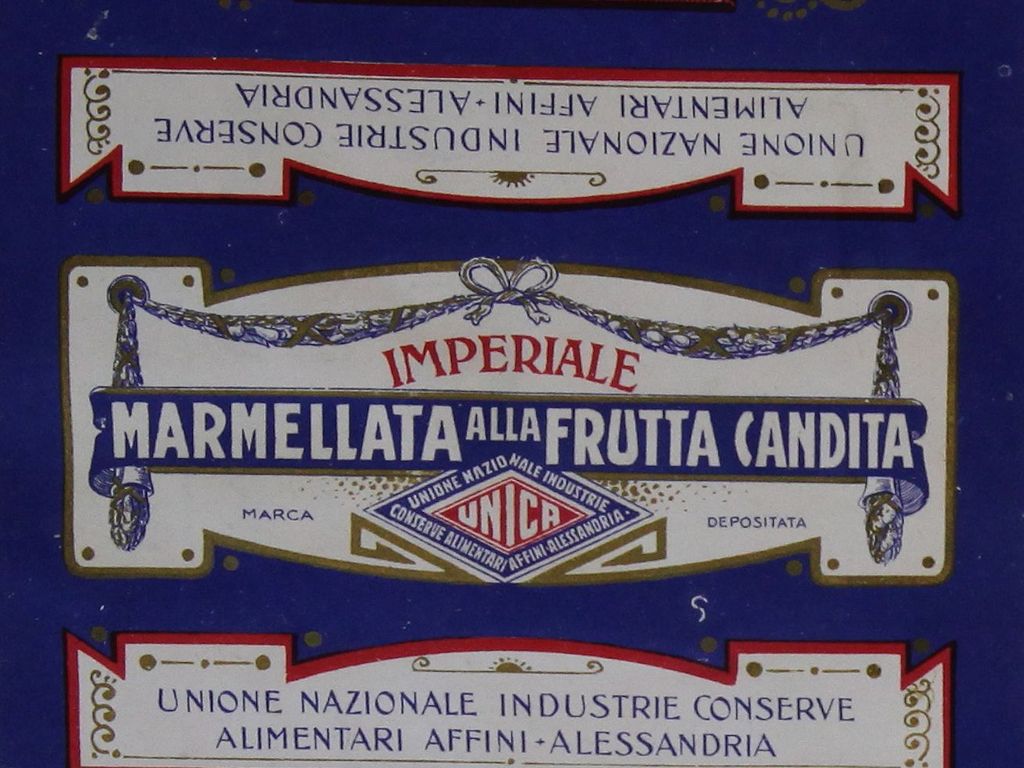 UNIONE NAZIONALE INDUSTRIE CONSERVE
ALIMENTARI AFFINI-ALESSANDRIA
IMPERIALE
MARMELLATA ALLA FRUTTA CANDITA
UNIONE NAZIONALE INDUSTRIE
UNICA
CONSERVE ALIMENTARI AFFINI-ALESSANDRIA-
MARCA
DEPOSITATA
UNIONE NAZIONALE INDUSTRIE CONSERVE
ALIMENTARI AFFINI-ALESSANDRIA